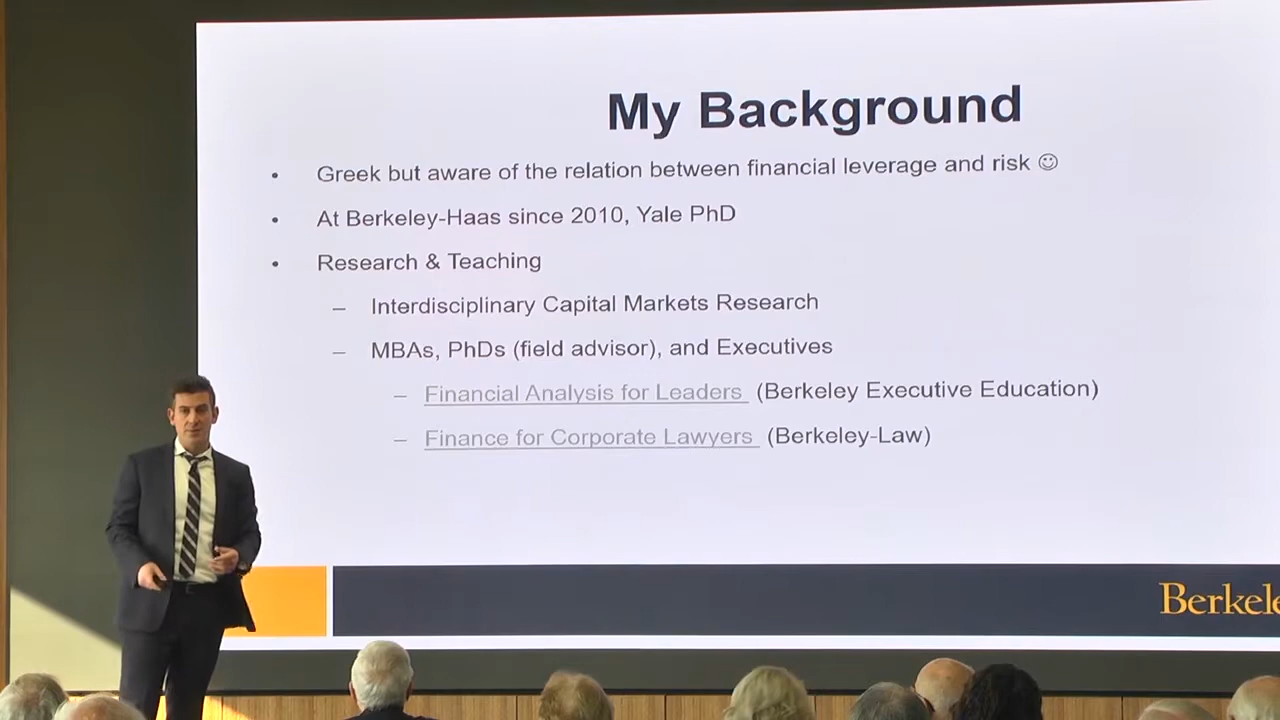 My Background
• Greek but aware of the relation between financial leverage and risk ☺
• At Berkeley-Haas since 2010, Yale PhD
• Research & Teaching
– Interdisciplinary Capital Markets Research
– MBAs, PhDs (field advisor), and Executives
– Financial Analysis for Leaders (Berkeley Executive Education)
– Finance for Corporate Lawyers (Berkeley-Law)
Berkele